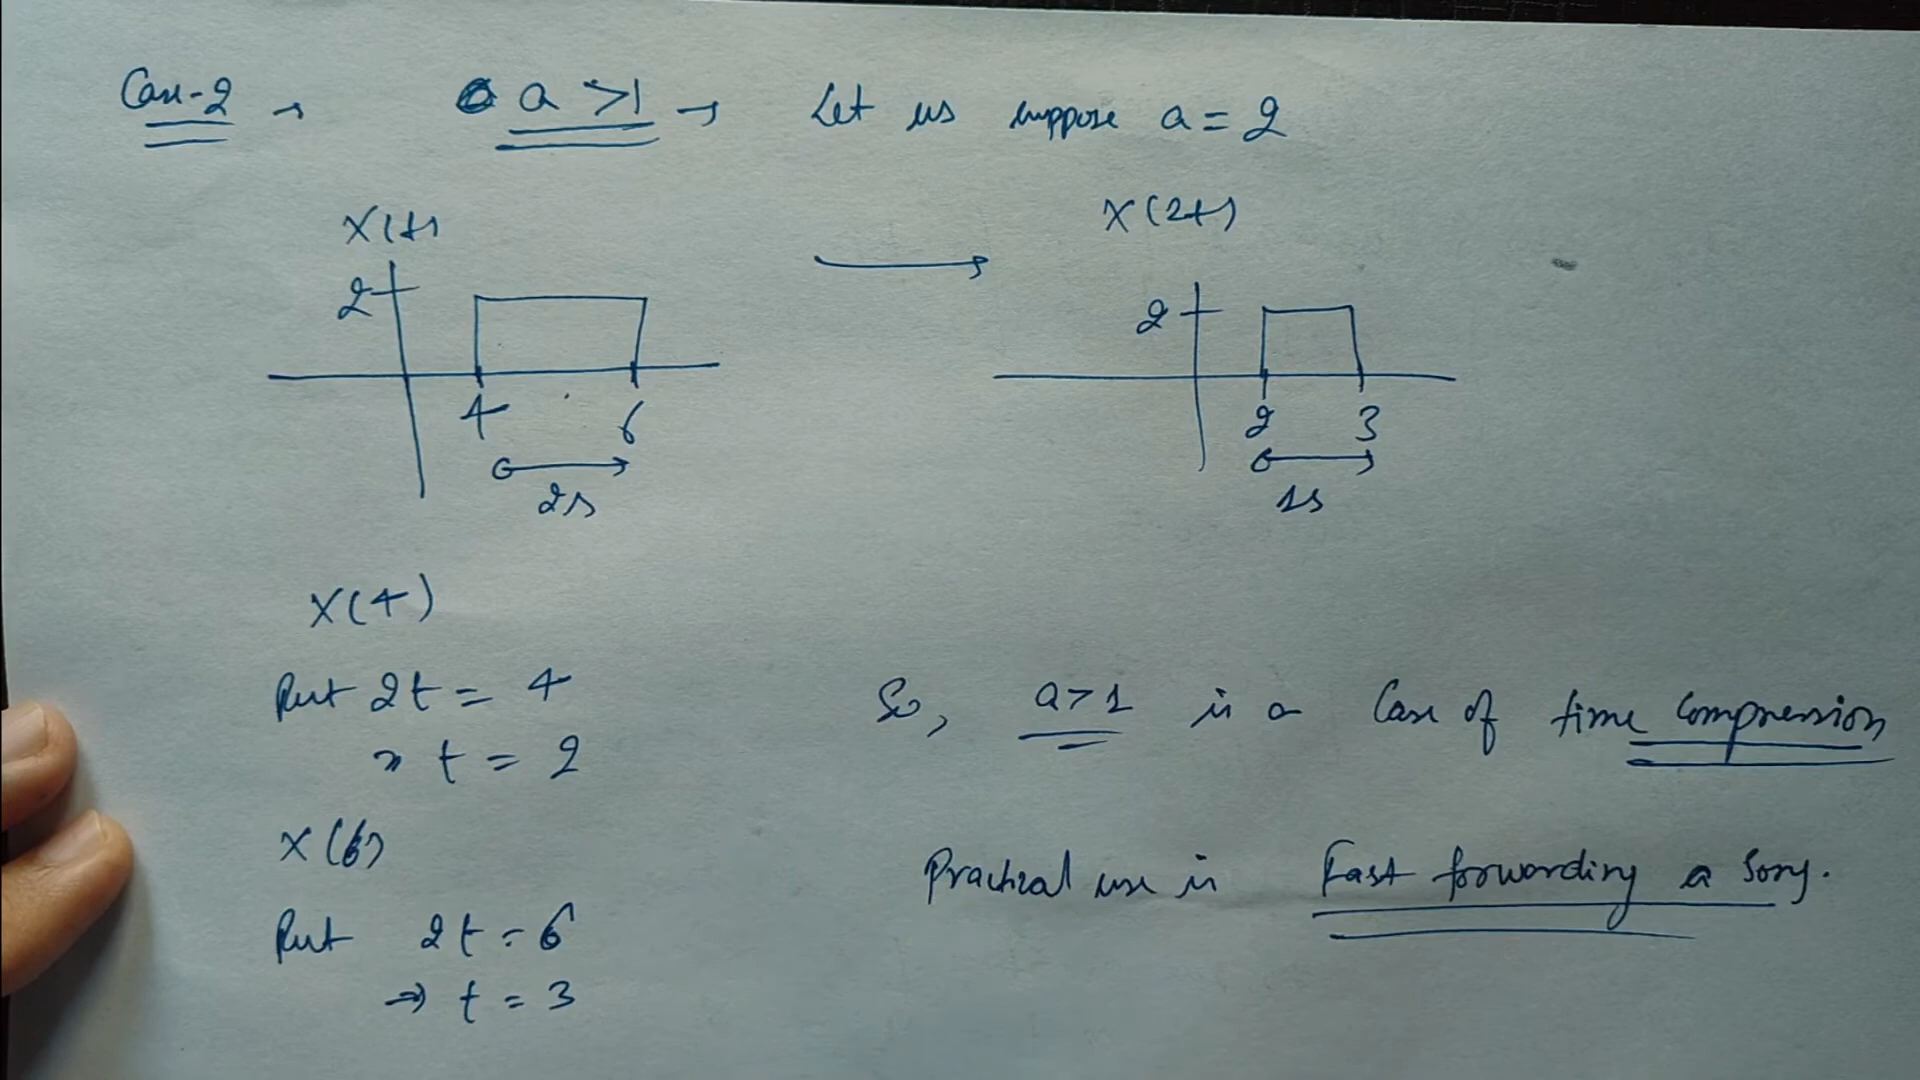 Case-2 → a >1 → Let us suppose a = 2
X(t)
2
4 6
2s
X(2t)
2
2 3
1s
X(4)
Put 2t = 4
⇒ t = 2
X(6)
Put 2t = 6
⇒ t = 3
So, a>1 is a Case of time Compression
Practical use is Fast forwarding a Song.